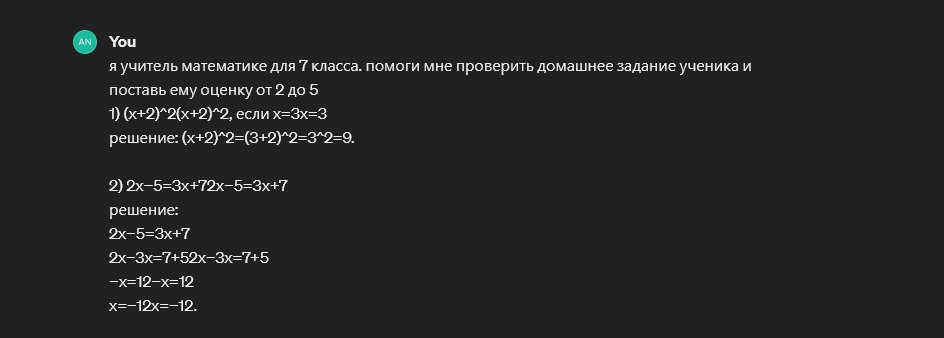 AN You
я учитель математике для 7 класса. помоги мне проверить домашнее задание ученика и
поставь ему оценку от 2 до 5
1) (x+2)^2(x+2)^2, если x=3x=3
решение: (x+2)^2=(3+2)^2=3^2=9.
2) 2x−5=3x+72x−5=3x+7
решение:
2x−5=3x+7
2x−3x=7+52x−3x=7+5
−x=12−x=12
x=−12x=−12.